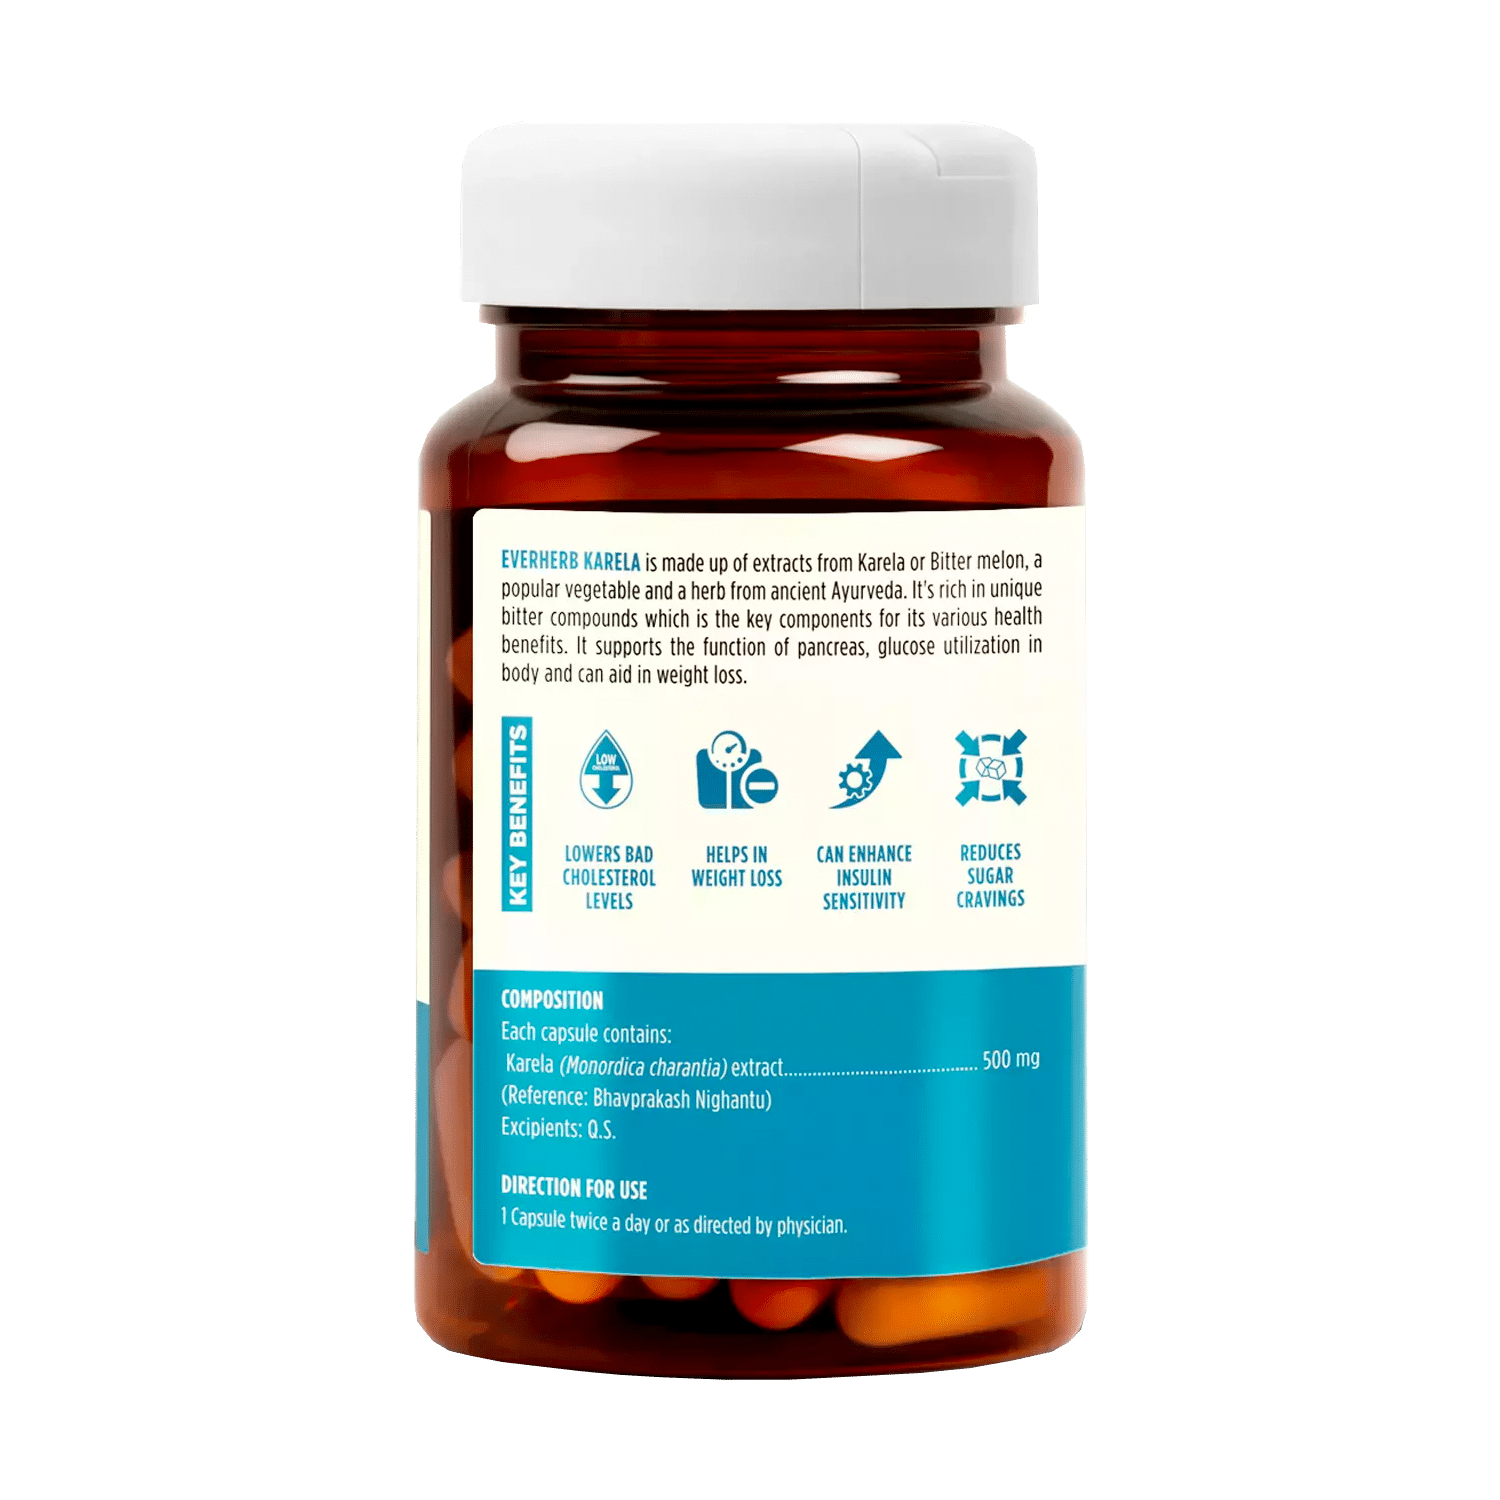 EVERHERB KARELA is made up of extracts from Karela or Bitter melon, a
popular vegetable and a herb from ancient Ayurveda. It's rich in unique
bitter compounds which is the key components for its various health
benefits. It supports the function of pancreas, glucose utilization in
body and can aid in weight loss.
KEY BENEFITS
LOW
CHOLESTEROL
LOWERS BAD
CHOLESTEROL
LEVELS
HELPS IN
WEIGHT LOSS
CAN ENHANCE
INSULIN
SENSITIVITY
REDUCES
SUGAR
CRAVINGS
COMPOSITION
Each capsule contains:
Karela (Monordica charantia) extract.......................................... 500 mg
(Reference: Bhavprakash Nighantu)
Excipients: Q.S.
DIRECTION FOR USE
1 Capsule twice a day or as directed by physician.